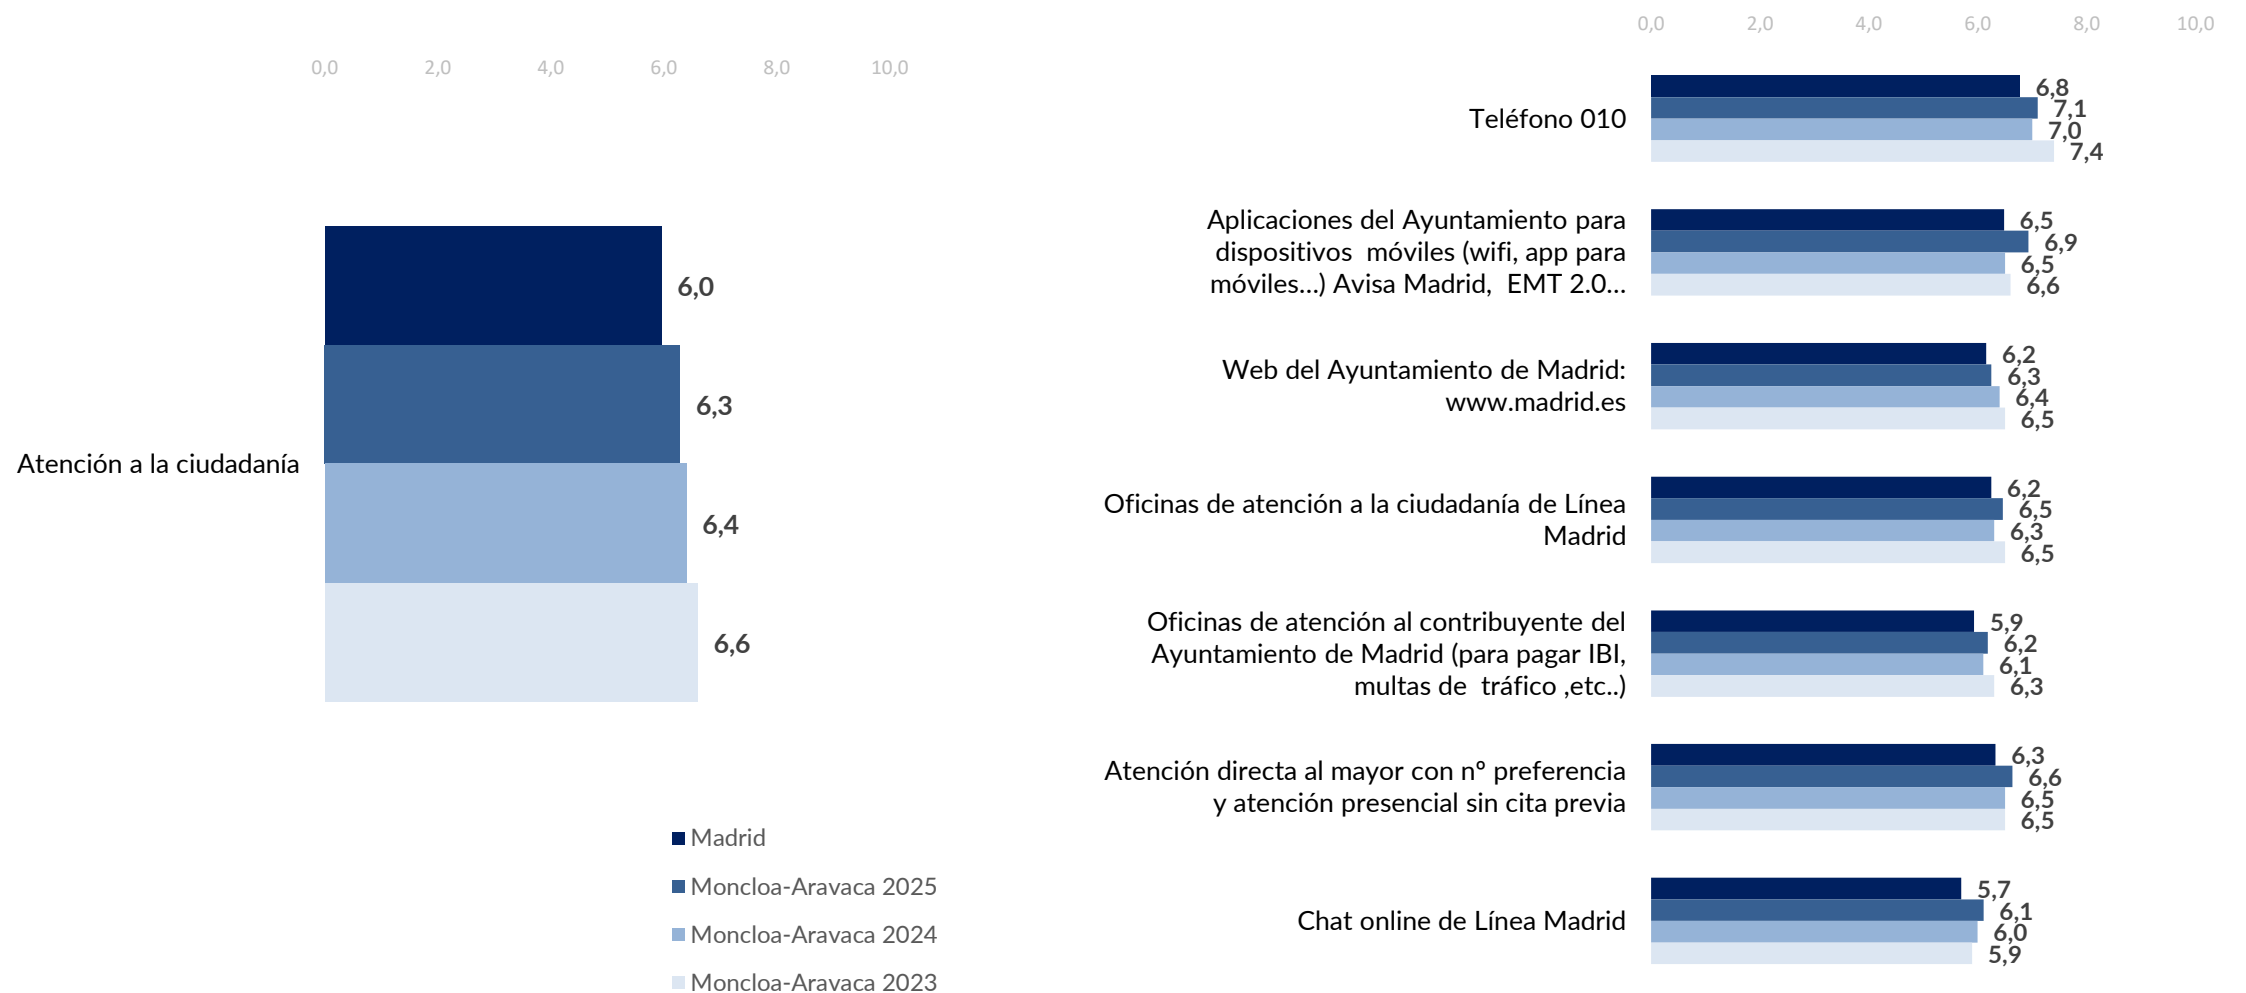 0,0 2,0 4,0 6,0 8,0 10,0
Atención a la ciudadanía
6,0
6,3
6,4
6,6
Madrid
Moncloa-Aravaca 2025
Moncloa-Aravaca 2024
Moncloa-Aravaca 2023
0,0 2,0 4,0 6,0 8,0 10,0
Teléfono 010
6,8
7,1
7,0
7,4
Aplicaciones del Ayuntamiento para
dispositivos  móviles (wifi, app para
móviles...) Avisa Madrid,  EMT 2.0...
6,5
6,9
6,5
6,6
Web del Ayuntamiento de Madrid:
www.madrid.es
6,2
6,3
6,4
6,5
Oficinas de atención a la ciudadanía de Línea
Madrid
6,2
6,5
6,3
6,5
Oficinas de atención al contribuyente del
Ayuntamiento de Madrid (para pagar IBI,
multas de  tráfico ,etc..)
5,9
6,2
6,1
6,3
Atención directa al mayor con nº preferencia
y atención presencial sin cita previa
6,3
6,6
6,5
6,5
Chat online de Línea Madrid
5,7
6,1
6,0
5,9